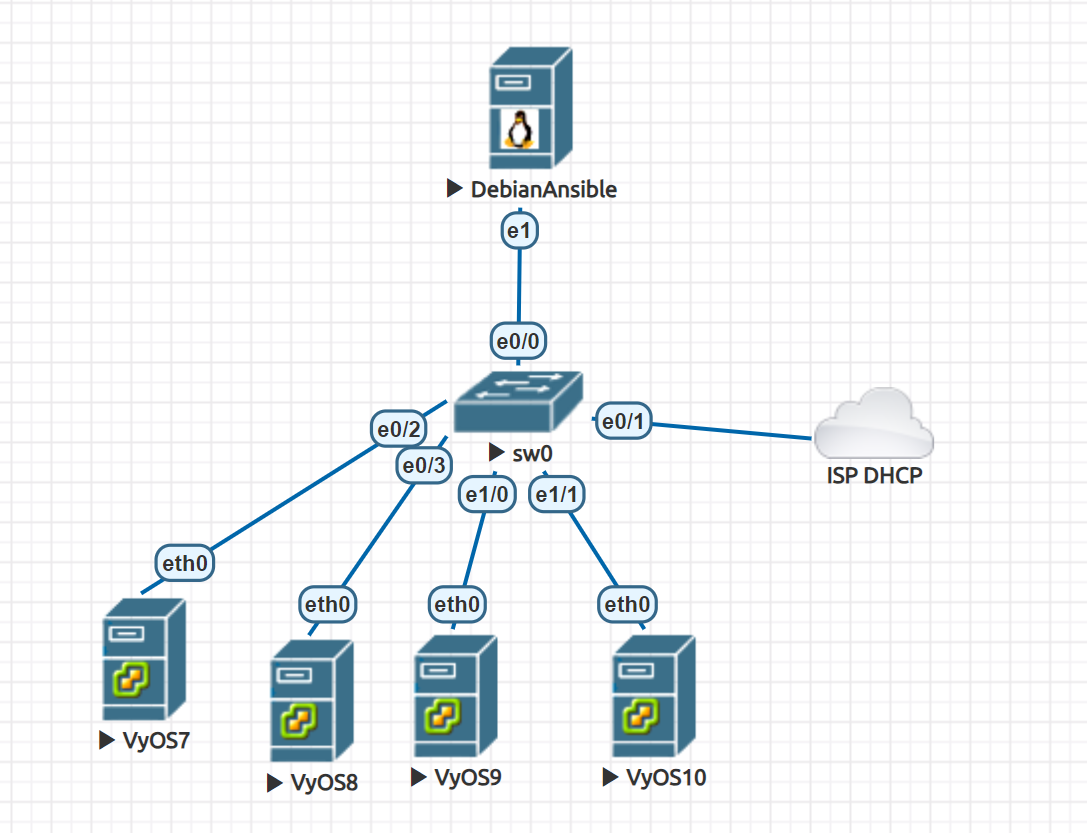 DebianAnsible
e1
e0/0
e0/1
ISP DHCP
e0/2
sw0
e0/3
e1/0
e1/1
eth0
eth0
eth0
eth0
VyOS7
VyOS8
VyOS9
VyOS10